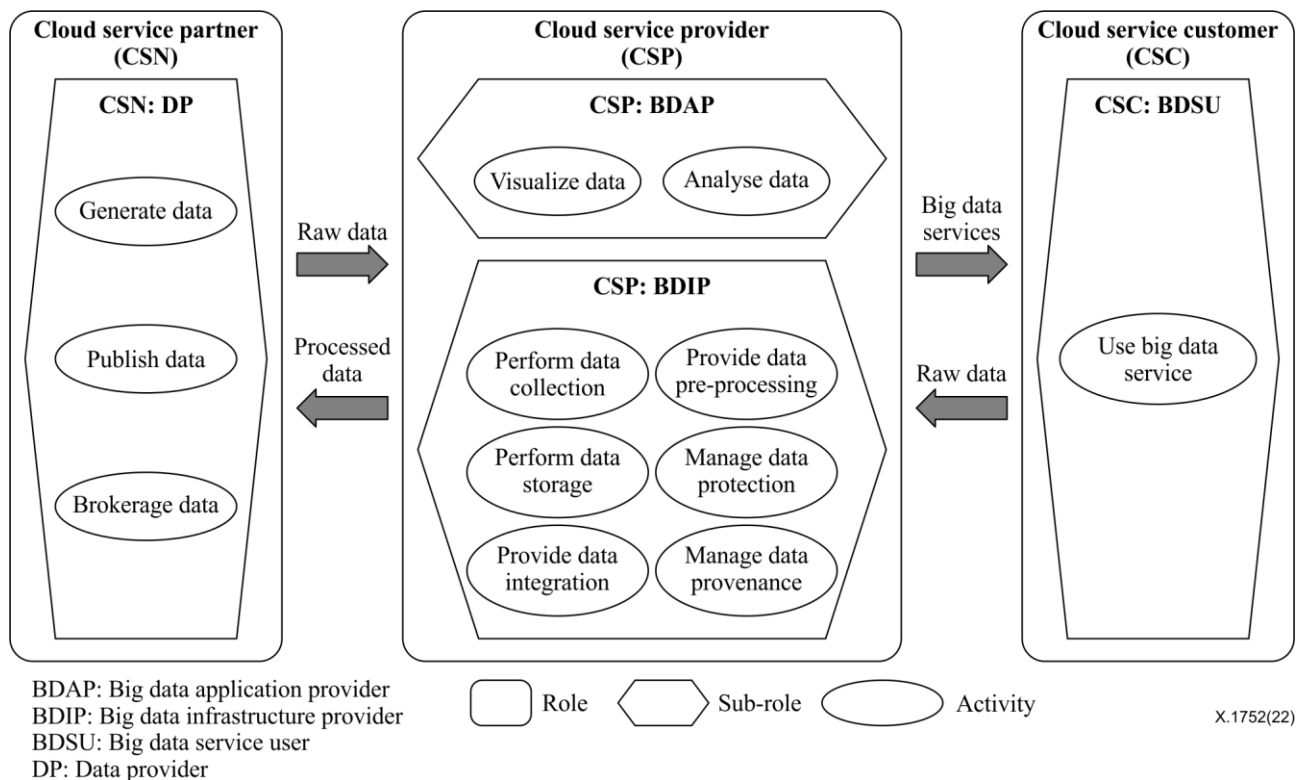 Cloud service partner
(CSN)
CSN: DP
Generate data
Publish data
Brokerage data
Raw data
Processed
data
Cloud service provider
(CSP)
CSP: BDAP
Visualize data
Analyse data
CSP: BDIP
Perform data
collection
Provide data
pre-processing
Perform data
storage
Manage data
protection
Provide data
integration
Manage data
provenance
Big data
services
Raw data
Cloud service customer
(CSC)
CSC: BDSU
Use big data
service
BDAP: Big data application provider
BDIP: Big data infrastructure provider
BDSU: Big data service user
DP: Data provider
Role
Sub-role
Activity
X.1752(22)